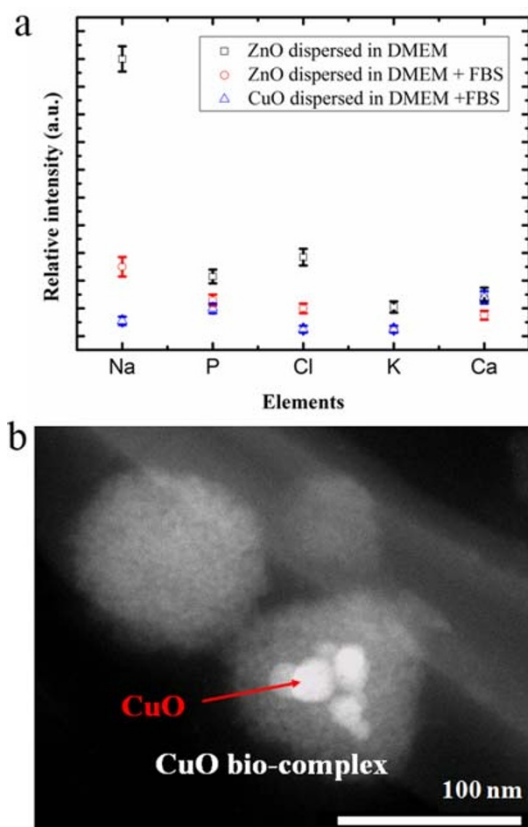 a
ZnO dispersed in DMEM
ZnO dispersed in DMEM + FBS
CuO dispersed in DMEM +FBS
Relative intensity (a.u.)
Na P Cl K Ca
Elements
b
CuO
CuO bio-complex
100 nm